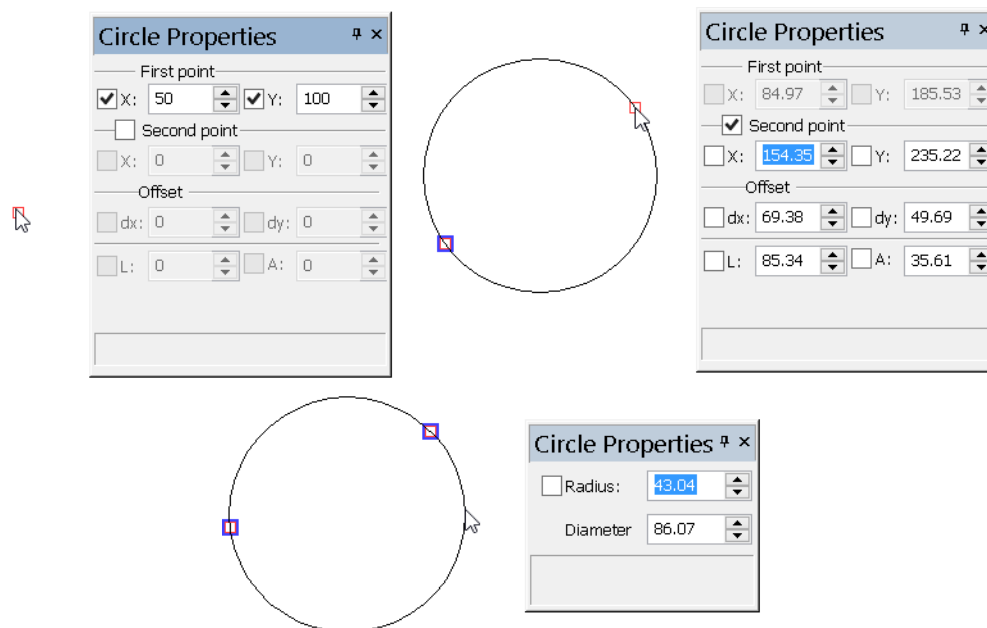 Circle Properties
First point
X: 50 Y: 100
Second point
X: 0 Y: 0
Offset
dx: 0 dy: 0
L: 0 A: 0
Circle Properties
First point
X: 84.97 Y: 185.53
Second point
X: 154.35 Y: 235.22
Offset
dx: 69.38 dy: 49.69
L: 85.34 A: 35.61
Circle Properties
Radius: 43.04
Diameter 86.07